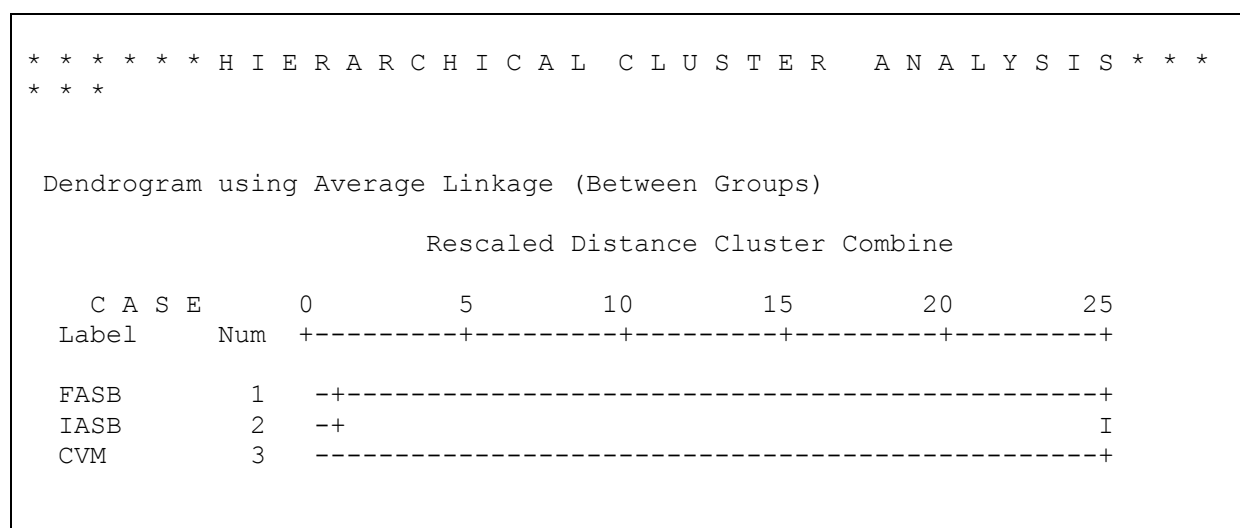 * * * * * * H I E R A R C H I C A L  C L U S T E R   A N A L Y S I S * * *
* * *
Dendrogram using Average Linkage (Between Groups)
Rescaled Distance Cluster Combine
C A S E      0         5        10        15        20        25
Label     Num  +---------+---------+---------+---------+---------+
FASB        1   -+-----------------------------------------------+
IASB        2   -+                                               I
CVM         3   -------------------------------------------------+